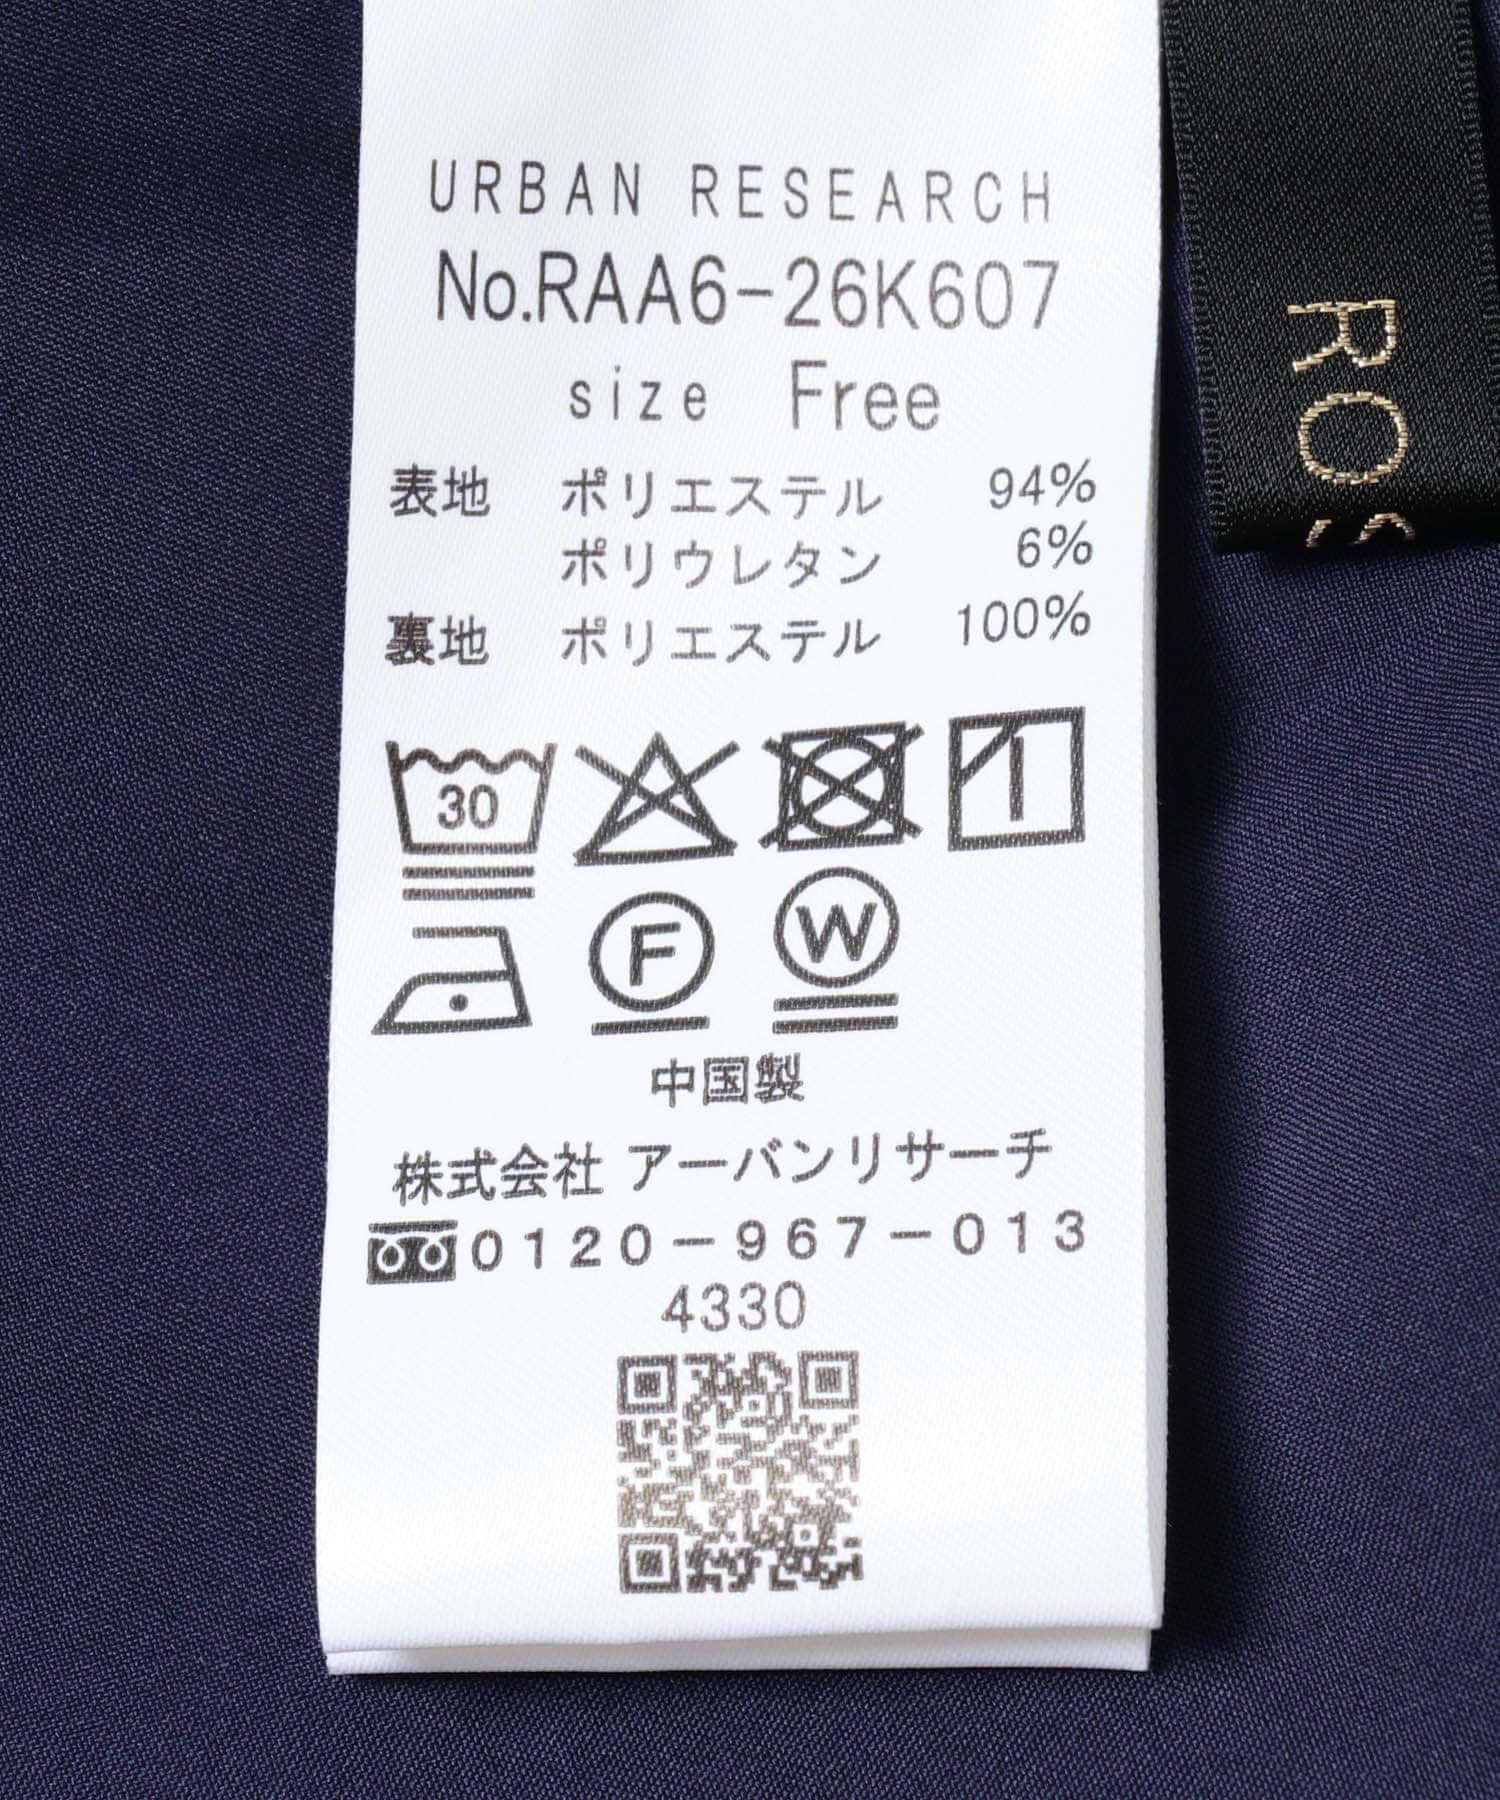 URBAN RESEARCH
No.RAA6-26K607
size Free
表地 ポリエステル 94%
ポリウレタン 6%
裏地 ポリエステル 100%
30
F
W
中国製
株式会社 アーバンリサーチ
0120-967-013
4330
RO